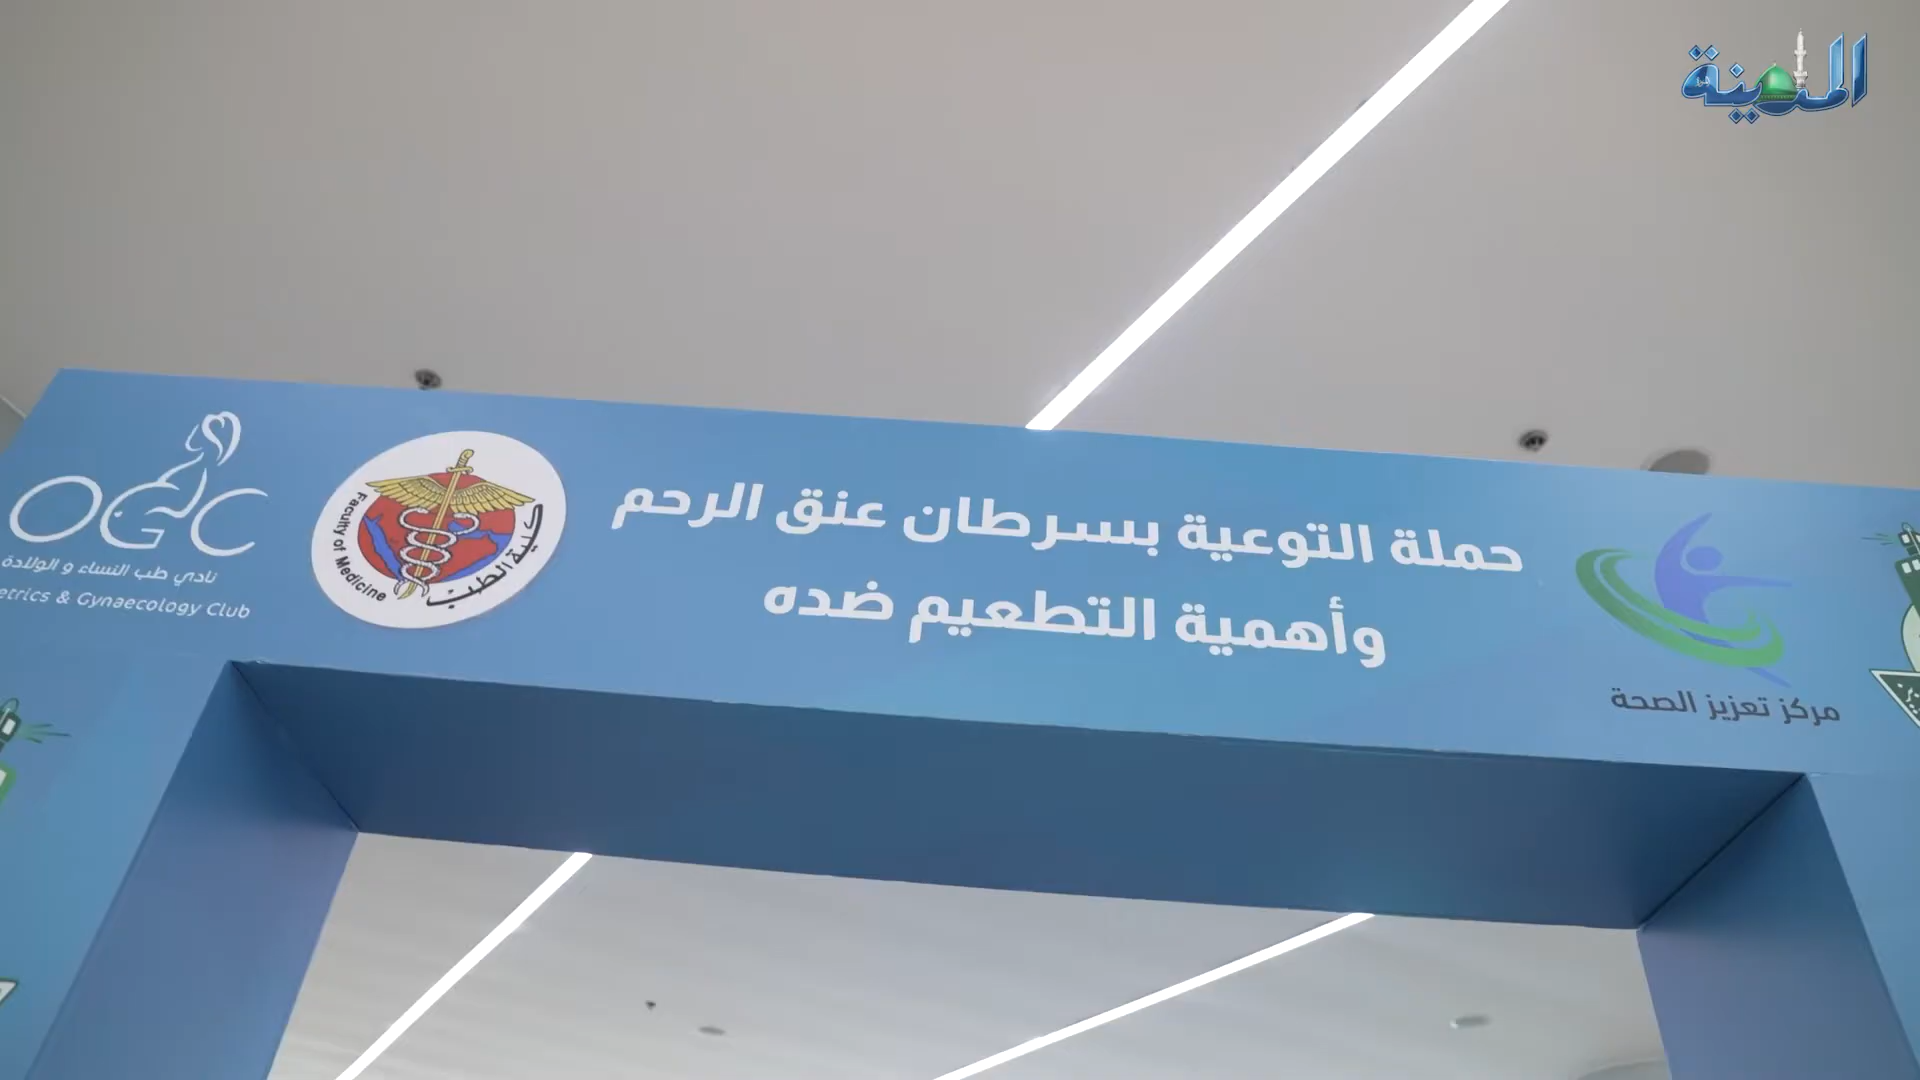 المدينة
حملة التوعية بسرطان عنق الرحم
وأهمية التطعيم ضده
مركز تعزيز الصحة
كلية الطب
Faculty of Medicine
OGC
نادي طب النساء و الولادة
& Gynaecology Club